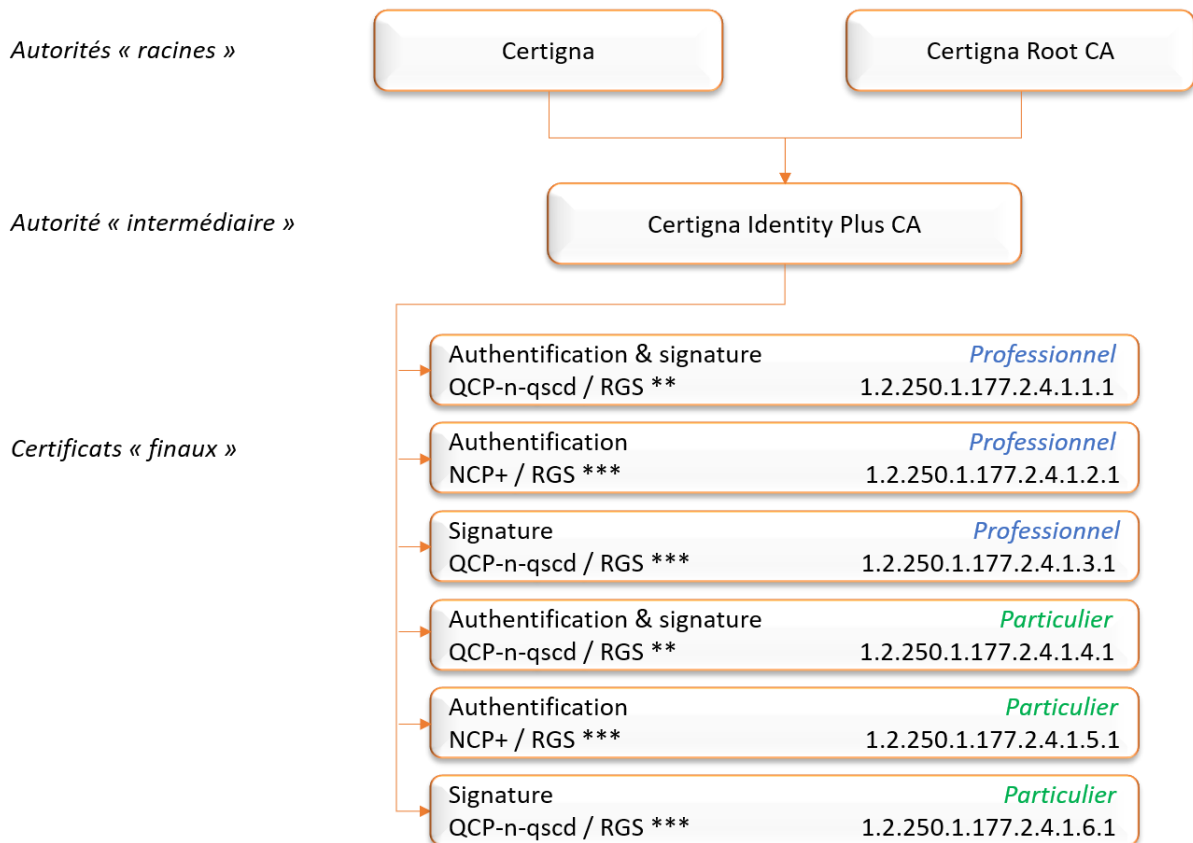 Autorités « racines »
Certigna
Certigna Root CA
Autorité « intermédiaire »
Certigna Identity Plus CA
Certificats « finaux »
Authentification & signature Professionnel
QCP-n-qscd / RGS ** 1.2.250.1.177.2.4.1.1.1
Authentification Professionnel
NCP+ / RGS *** 1.2.250.1.177.2.4.1.2.1
Signature Professionnel
QCP-n-qscd / RGS *** 1.2.250.1.177.2.4.1.3.1
Authentification & signature Particulier
QCP-n-qscd / RGS ** 1.2.250.1.177.2.4.1.4.1
Authentification Particulier
NCP+ / RGS *** 1.2.250.1.177.2.4.1.5.1
Signature Particulier
QCP-n-qscd / RGS *** 1.2.250.1.177.2.4.1.6.1